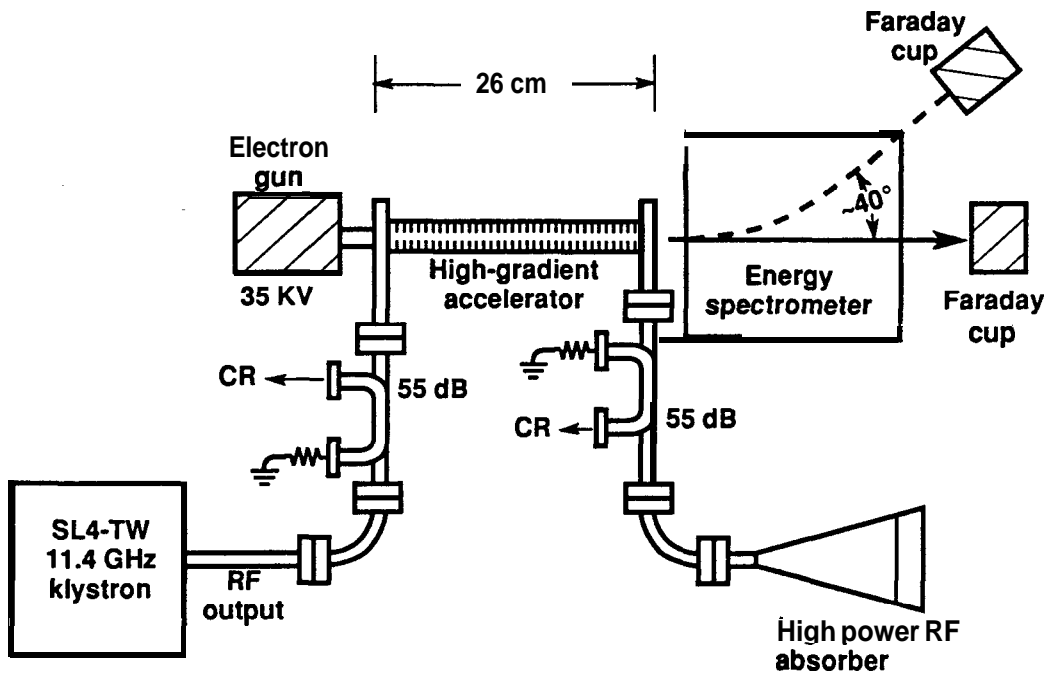 Faraday
cup
26 cm
Electron
gun
~40°
High-gradient
accelerator
35 KV
Energy
spectrometer
Faraday
cup
CR
55 dB
CR
55 dB
SL4-TW
11.4 GHz
klystron
RF
output
High power RF
absorber